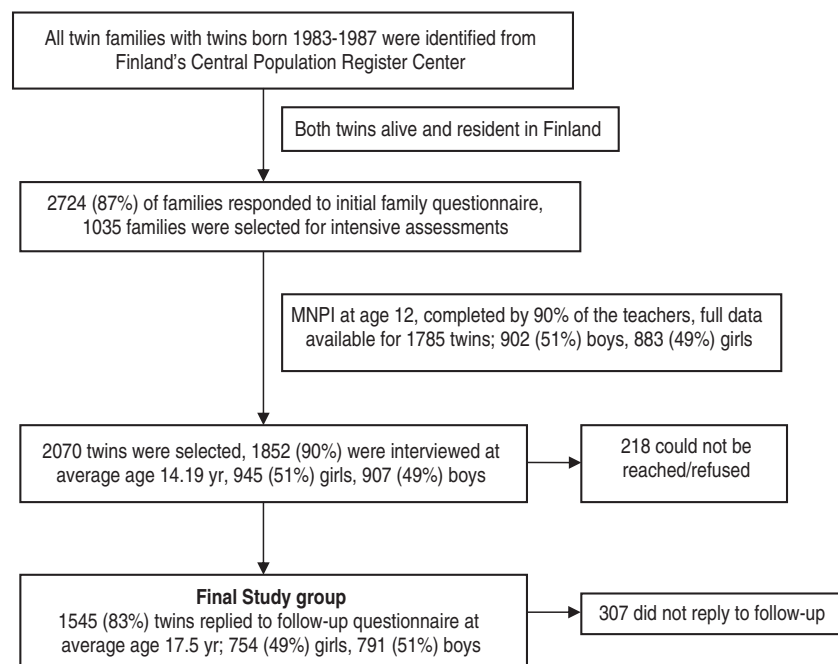 All twin families with twins born 1983-1987 were identified from
Finland's Central Population Register Center
Both twins alive and resident in Finland
2724 (87%) of families responded to initial family questionnaire,
1035 families were selected for intensive assessments
MNPI at age 12, completed by 90% of the teachers, full data
available for 1785 twins; 902 (51%) boys, 883 (49%) girls
2070 twins were selected, 1852 (90%) were interviewed at
average age 14.19 yr, 945 (51%) girls, 907 (49%) boys
218 could not be
reached/refused
Final Study group
1545 (83%) twins replied to follow-up questionnaire at
average age 17.5 yr; 754 (49%) girls, 791 (51%) boys
307 did not reply to follow-up